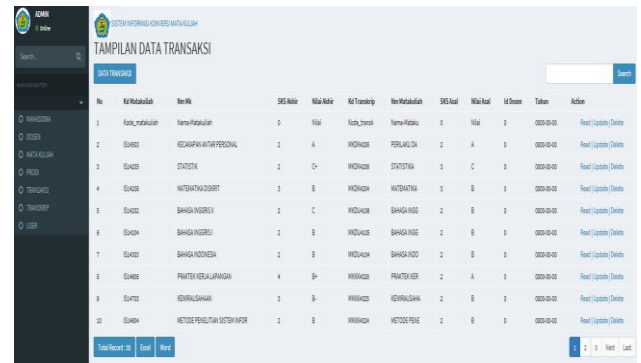 ADMIN
Online
SISTEM INFORMASI KONVERSI MATA KULIAH
Search...
TAMPILAN DATA TRANSAKSI
DATA TRANSAKSI
Search
MAIN NAVIGATION
MAHASISWA
DOSEN
MATA KULIAH
PRODI
TRANSAKSI
TRANSKRIP
USER
No Kd Matakuliah Nm Mk SKS Akhir Nilai Akhir Kd Transkrip Nm Matakuliah SKS Asal Nilai Asal Id Dosen Tahun Action
1 Kode_matakuliah Nama-Matakuliah 0 Nilai Kode_transk Nama-Mataku 0 Nilai 0 0000-00-00 Read | Update | Delete
2 KECAKAPAN ANTAR PERSONAL 2 A PERILAKU DA 2 A 0 0000-00-00 Read | Update | Delete
3 STATISTIK 2 C+ STATISTIKA 3 C 0 0000-00-00 Read | Update | Delete
4 MATEMATIKA DISKRIT 3 B MATEMATIKA 3 B 0 0000-00-00 Read | Update | Delete
5 BAHASA INGGRIS II 2 C BAHASA INGG 2 B 0 0000-00-00 Read | Update | Delete
6 BAHASA INGGRIS I 2 B BAHASA INGG 2 B 0 0000-00-00 Read | Update | Delete
7 BAHASA INDONESIA 2 B BAHASA INDO 2 B 0 0000-00-00 Read | Update | Delete
8 PRAKTEK KERJA LAPANGAN 4 B+ PRAKTEK KER 2 A 0 0000-00-00 Read | Update | Delete
9 KEWIRAUSAHAAN 3 B- KEWIRAUSAHA 2 B 0 0000-00-00 Read | Update | Delete
10 METODE PENELITIAN SISTEM INFOR 2 B METODE PENE 2 B 0 0000-00-00 Read | Update | Delete
Total Record : Excel Word
1 2 3 Next Last